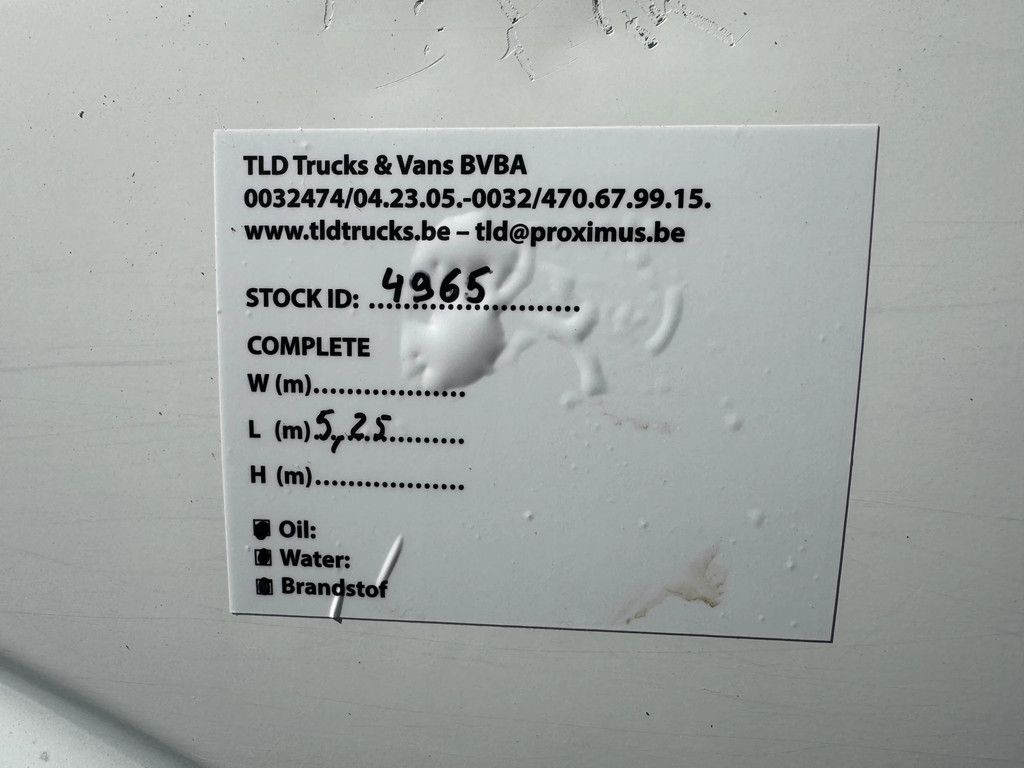 TLD Trucks & Vans BVBA
0032474/04.23.05.-0032/470.67.99.15.
www.tldtrucks.be – tld@proximus.be
STOCK ID: 4965
COMPLETE
W (m)...................
L (m) 5,25.........
H (m)...................
Oil:
Water:
Brandstof